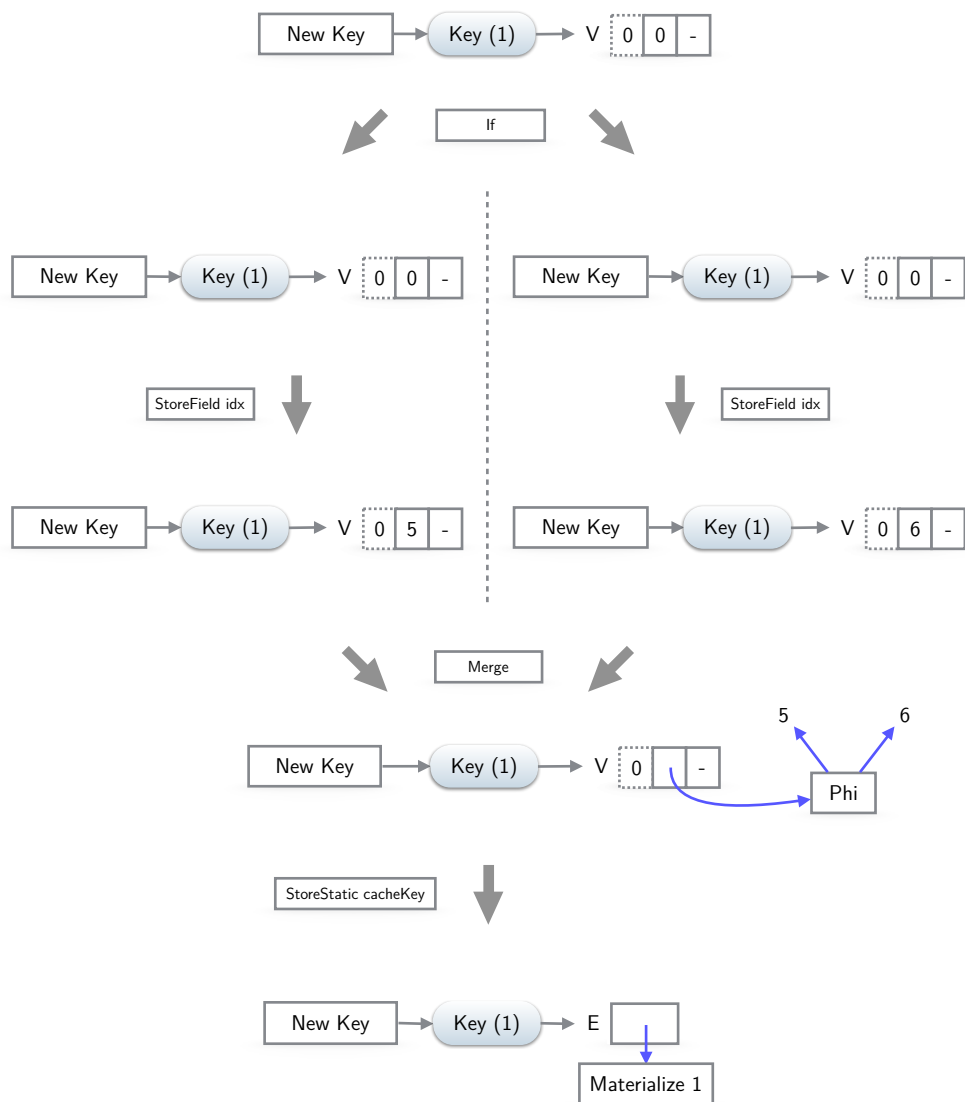 New Key Key (1) V 0 0 -
If
New Key Key (1) V 0 0 - New Key Key (1) V 0 0 -
StoreField idx StoreField idx
New Key Key (1) V 0 5 - New Key Key (1) V 0 6 -
Merge
5 6
New Key Key (1) V 0 -
Phi
StoreStatic cacheKey
New Key Key (1) E
Materialize 1